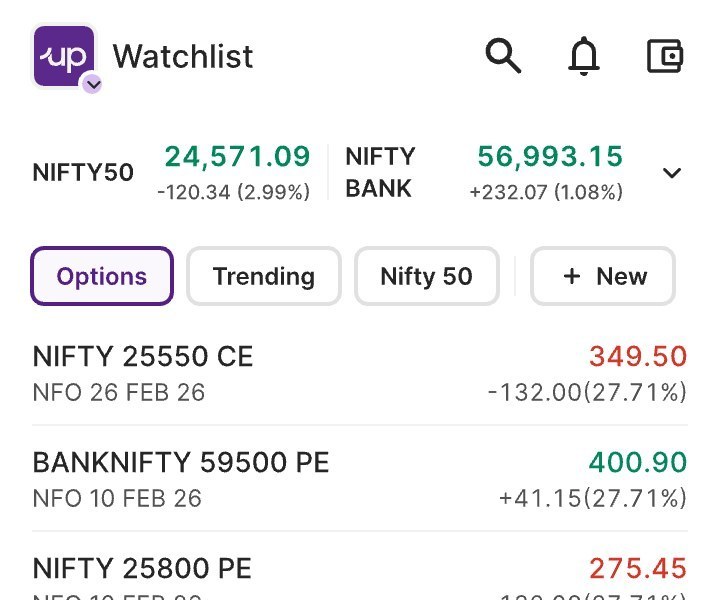 up Watchlist
NIFTY50 24,571.09
-120.34 (2.99%)
NIFTY BANK 56,993.15
+232.07 (1.08%)
Options Trending Nifty 50 + New
NIFTY 25550 CE 349.50
NFO 26 FEB 26 -132.00(27.71%)
BANKNIFTY 59500 PE 400.90
NFO 10 FEB 26 +41.15(27.71%)
NIFTY 25800 PE 275.45